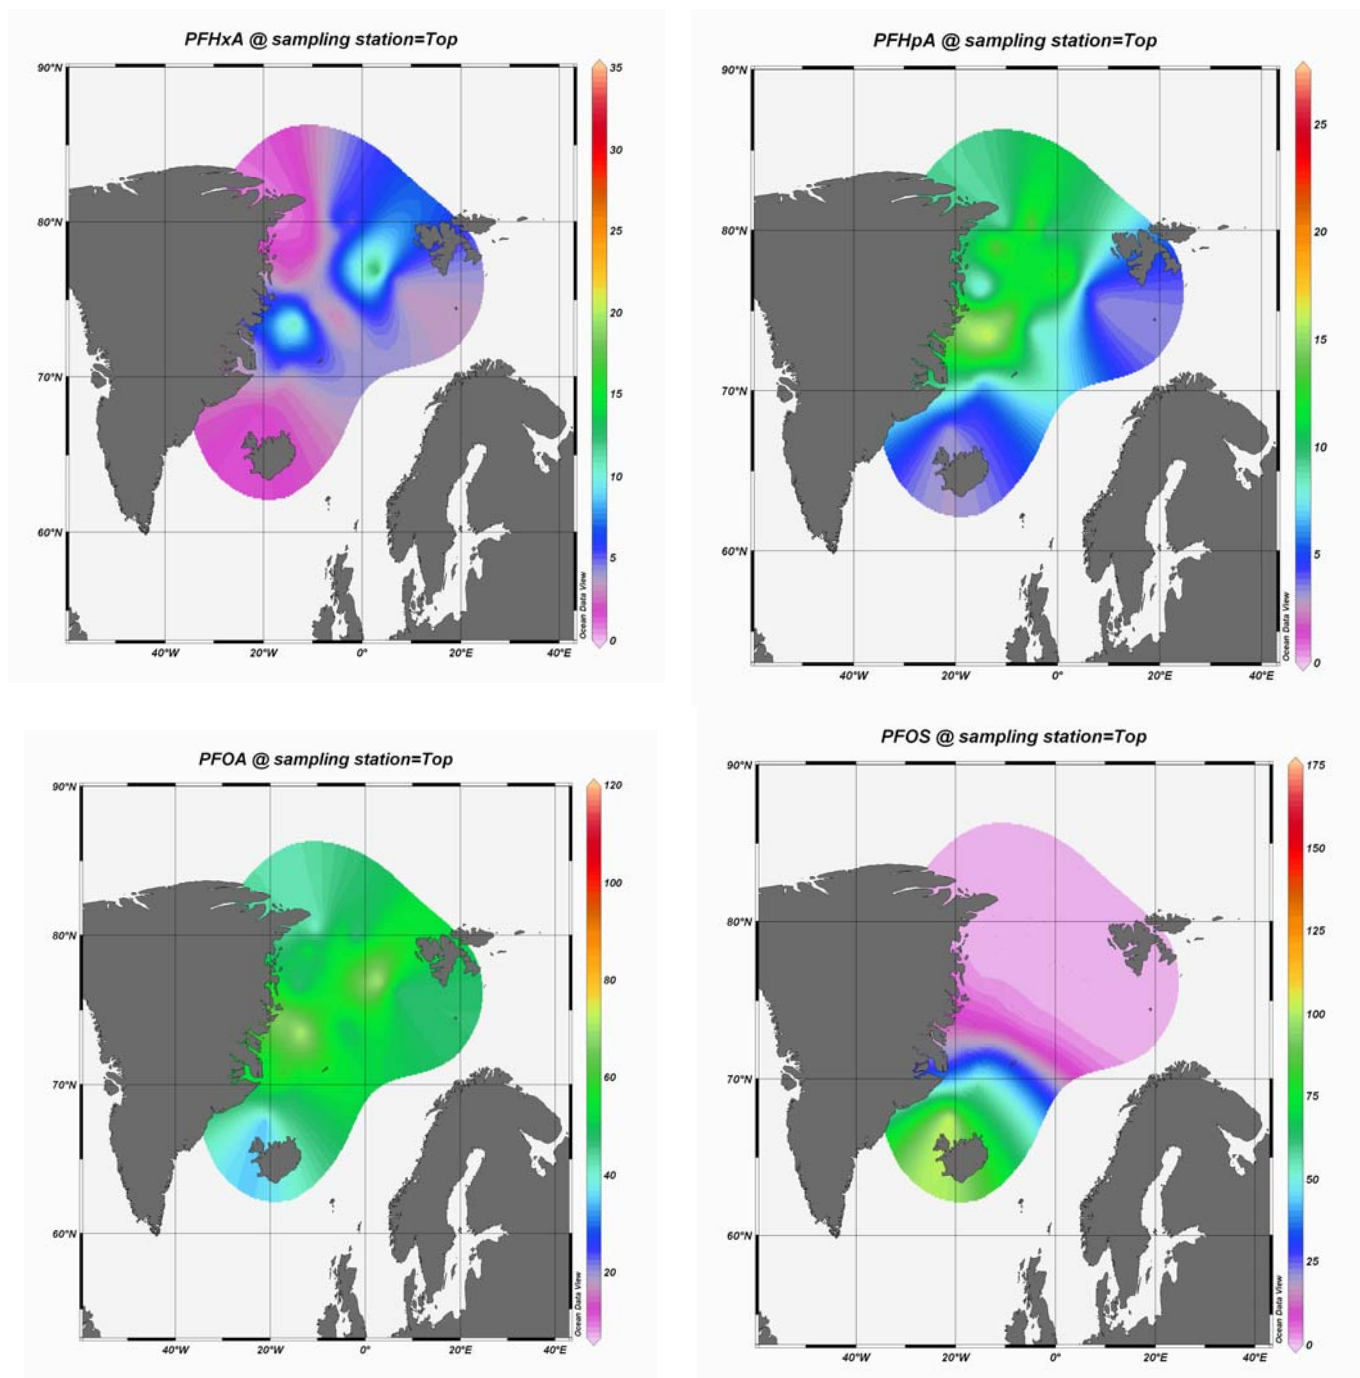 PFHxA @ sampling station=Top
90°N
80°N
70°N
60°N
40°W 20°W 0° 20°E 40°E
35
30
25
20
15
10
5
0
Ocean Data View
PFHpA @ sampling station=Top
90°N
80°N
70°N
60°N
40°W 20°W 0° 20°E 40°E
25
20
15
10
5
0
Ocean Data View
PFOA @ sampling station=Top
90°N
80°N
70°N
60°N
40°W 20°W 0° 20°E 40°E
120
100
80
60
40
20
Ocean Data View
PFOS @ sampling station=Top
90°N
80°N
70°N
60°N
40°W 20°W 0° 20°E 40°E
175
150
125
100
75
50
25
0
Ocean Data View